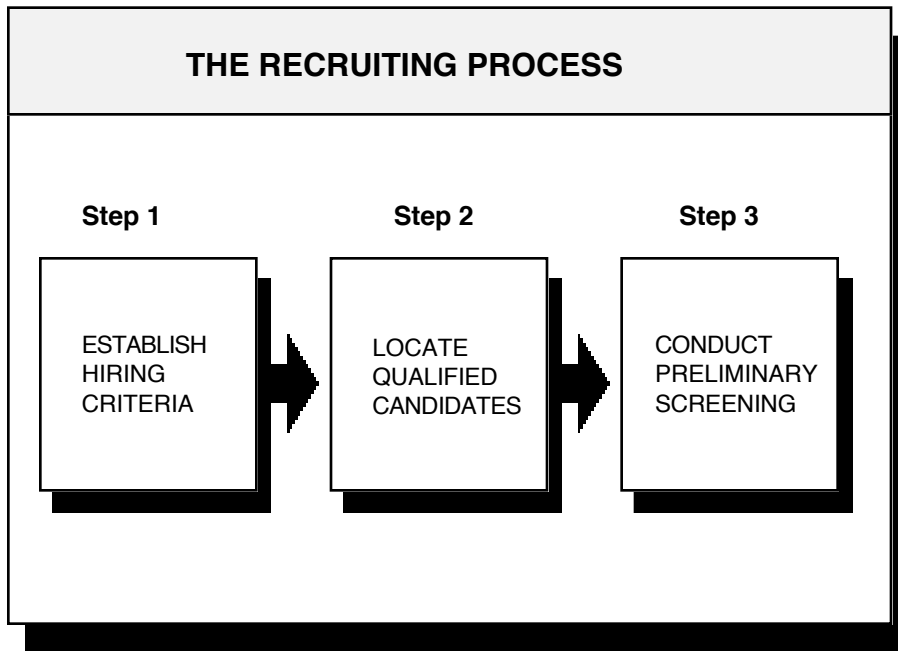 THE RECRUITING PROCESS
Step 1
Step 2
Step 3
ESTABLISH
HIRING
CRITERIA
LOCATE
QUALIFIED
CANDIDATES
CONDUCT
PRELIMINARY
SCREENING